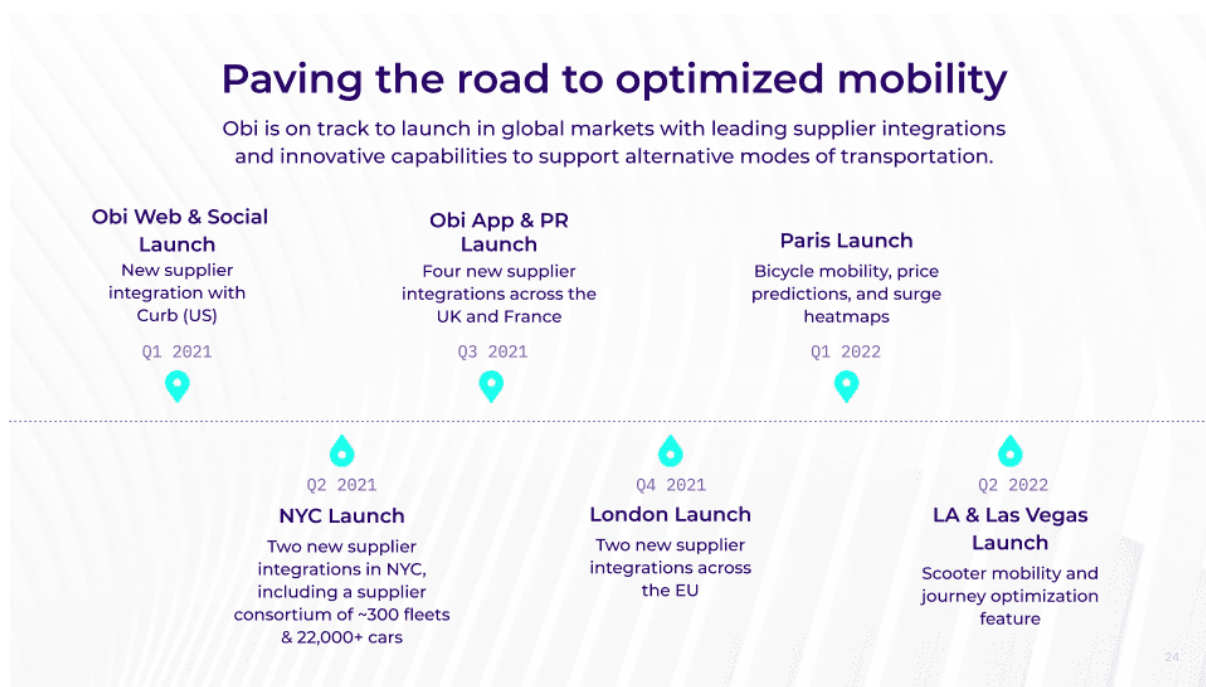 Paving the road to optimized mobility
Obi is on track to launch in global markets with leading supplier integrations
and innovative capabilities to support alternative modes of transportation.
Obi Web & Social
Launch
New supplier
integration with
Curb (US)
Q1 2021
Obi App & PR
Launch
Four new supplier
integrations across the
UK and France
Q3 2021
Paris Launch
Bicycle mobility, price
predictions, and surge
heatmaps
Q1 2022
Q2 2021
NYC Launch
Two new supplier
integrations in NYC,
including a supplier
consortium of ~300 fleets
& 22,000+ cars
Q4 2021
London Launch
Two new supplier
integrations across
the EU
Q2 2022
LA & Las Vegas
Launch
Scooter mobility and
journey optimization
feature
24